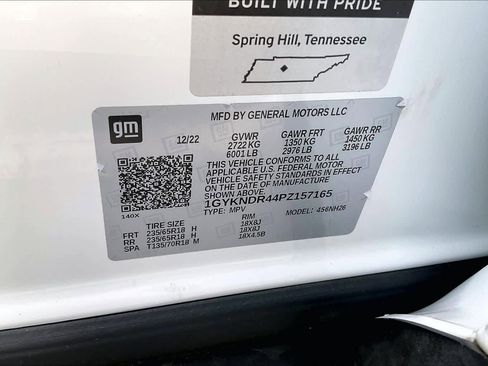 BUILT WITH PRIDE
Spring Hill, Tennessee
MFD BY GENERAL MOTORS LLC
gm
12/22 GVWR GAWR FRT GAWR RR
2722 KG 1350 KG 1450 KG
6001 LB 2976 LB 3196 LB
THIS VEHICLE CONFORMS TO ALL
APPLICABLE U.S. FEDERAL MOTOR
VEHICLE SAFETY STANDARDS IN EFFECT
ON THE DATE OF MANUFACTURE
SHOWN ABOVE.
1GYKNDR44PZ157165
140X
TYPE: MPV MODEL: 4S6NH26
TIRE SIZE RIM
FRT 235/65R18 H 18X8J
RR 235/65R18 H 18X8J
SPA T135/70R18 M 18X4.5B